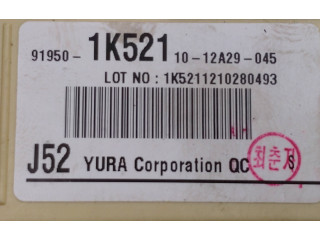 91950- 1K521 10-12A29-045
LOT NO : 1K5211210280493
J52 YURA Corporation QC